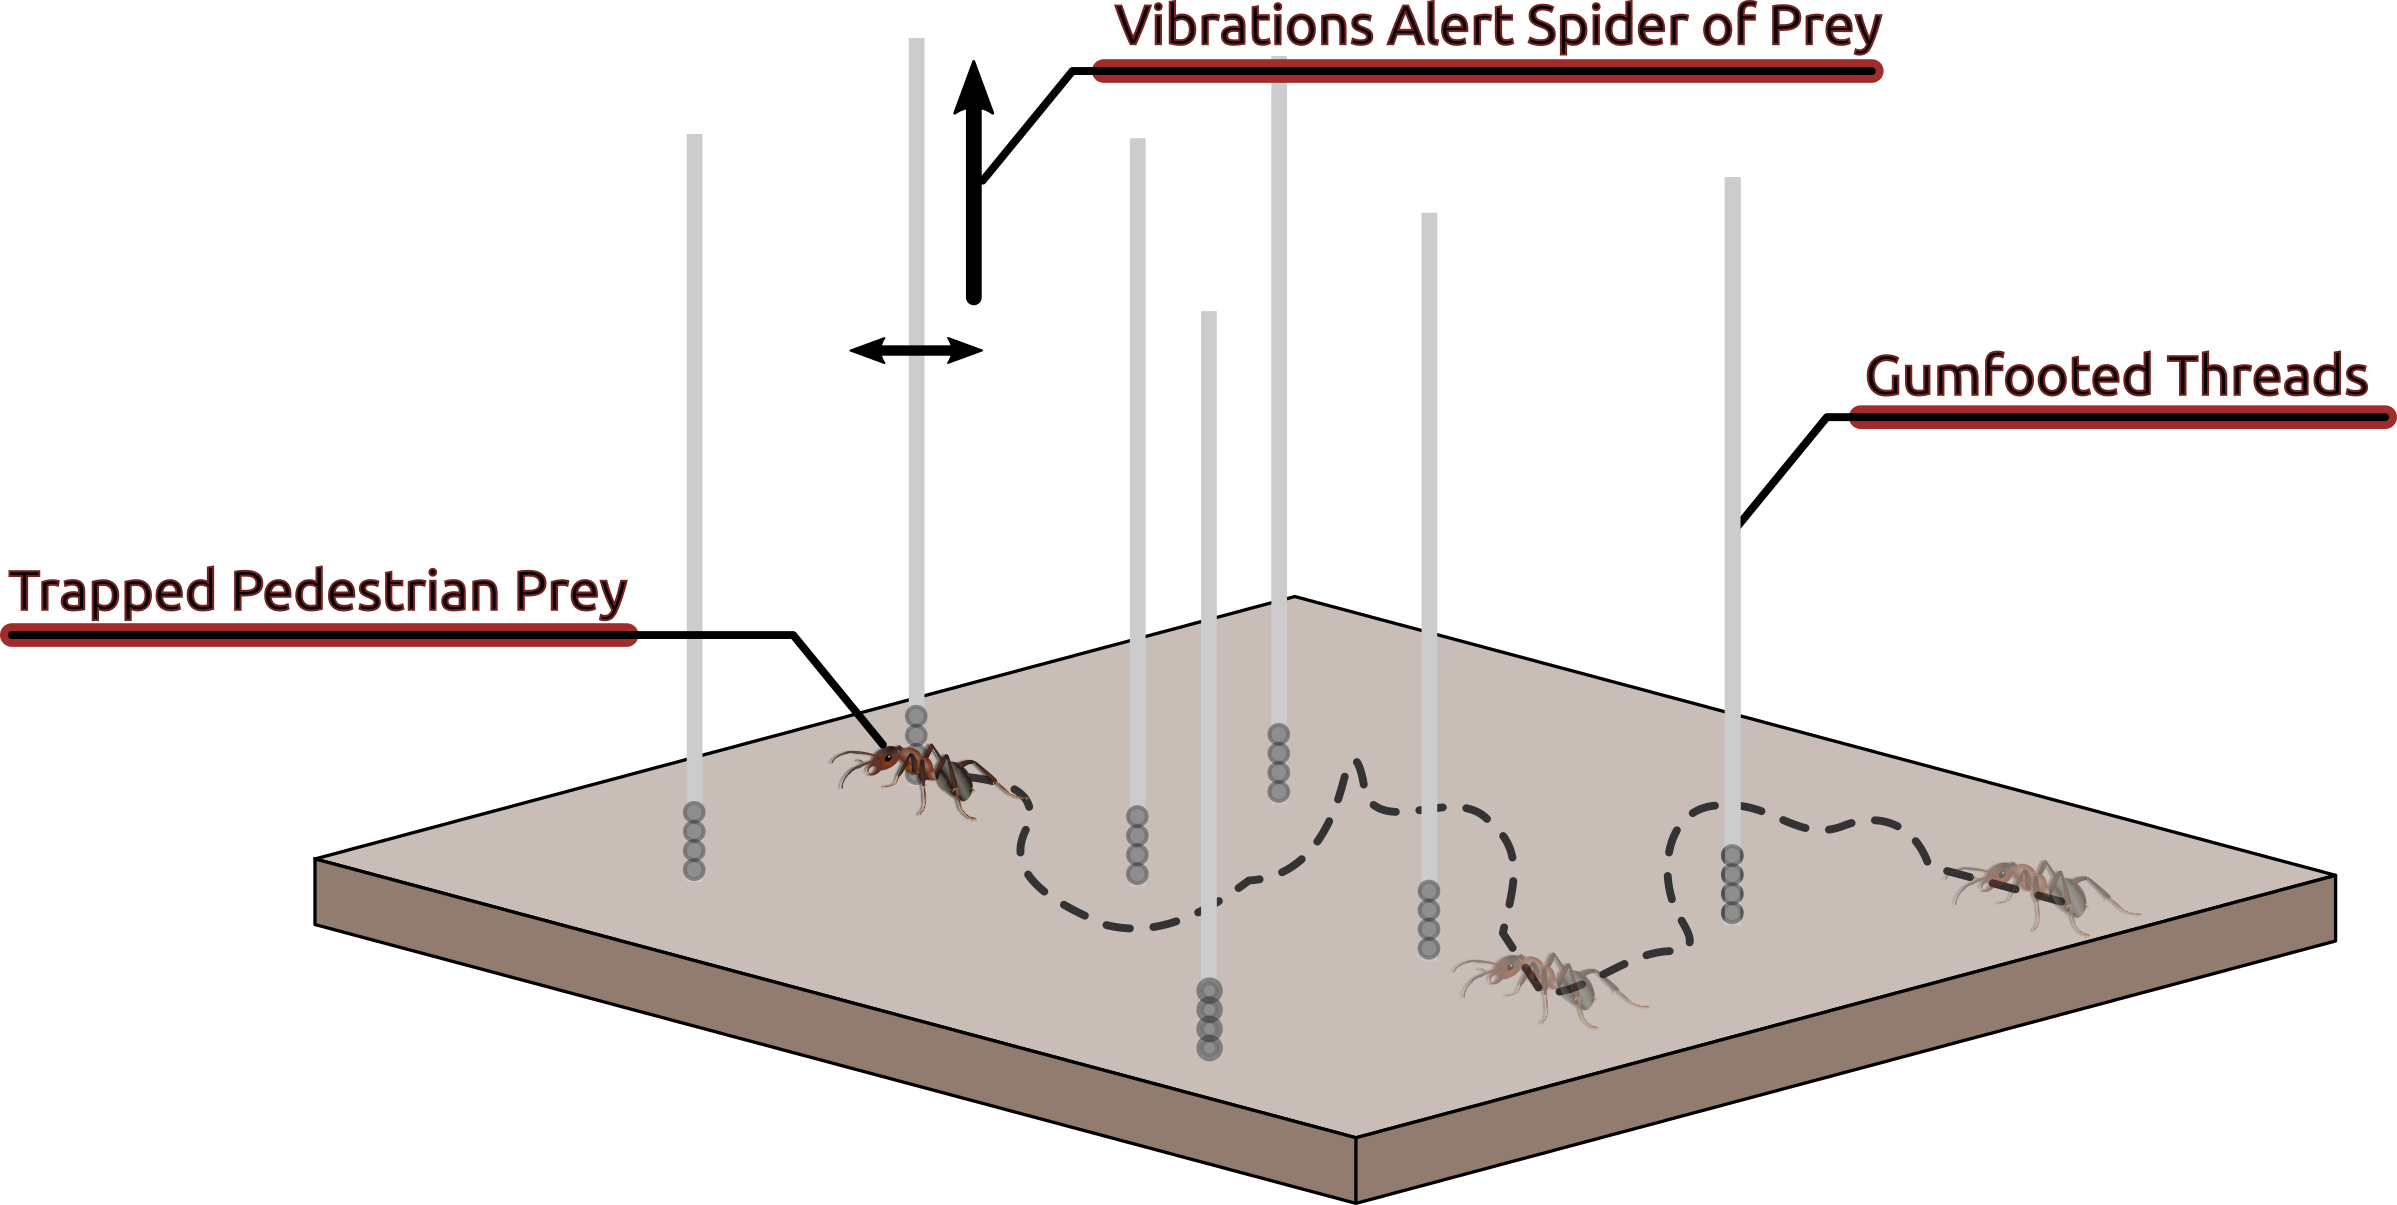 Vibrations Alert Spider of Prey
Gumfooted Threads
Trapped Pedestrian Prey